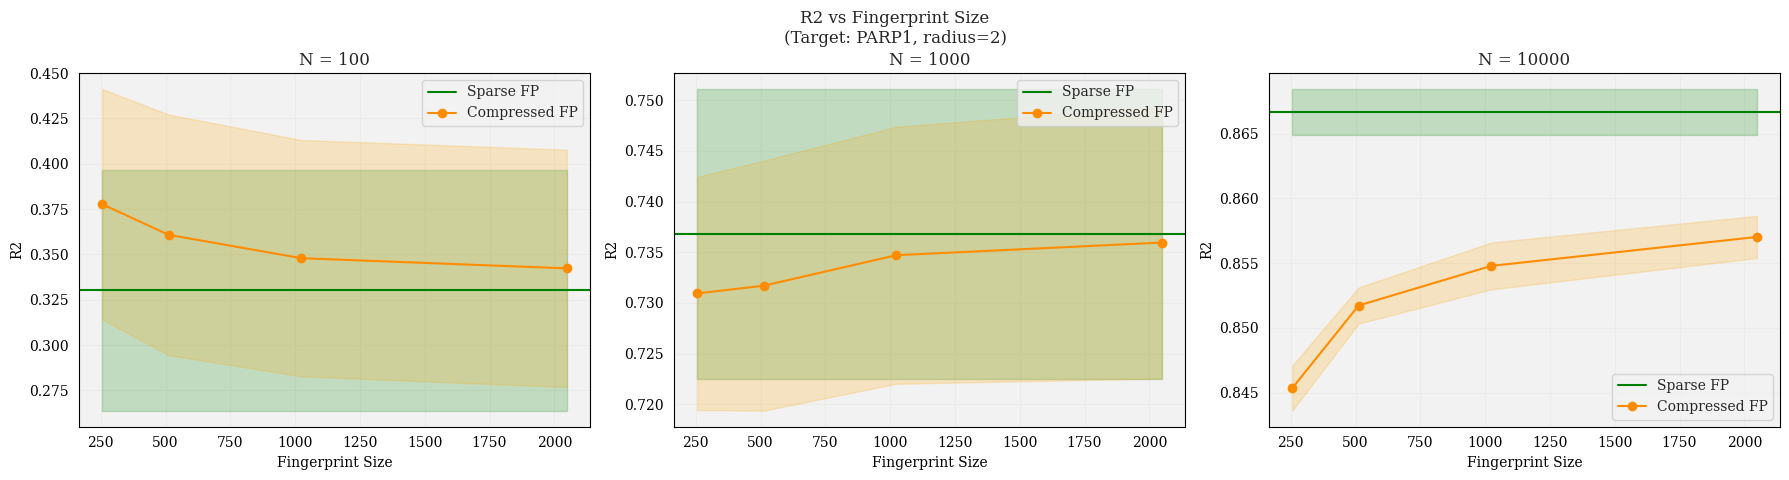 R2 vs Fingerprint Size
(Target: PARP1, radius=2)
N = 100
0.450
0.425
0.400
0.375
0.350
0.325
0.300
0.275
R2
250 500 750 1000 1250 1500 1750 2000
Fingerprint Size
Sparse FP
Compressed FP
N = 1000
0.750
0.745
0.740
0.735
0.730
0.725
0.720
R2
250 500 750 1000 1250 1500 1750 2000
Fingerprint Size
Sparse FP
Compressed FP
N = 10000
0.865
0.860
0.855
0.850
0.845
R2
250 500 750 1000 1250 1500 1750 2000
Fingerprint Size
Sparse FP
Compressed FP